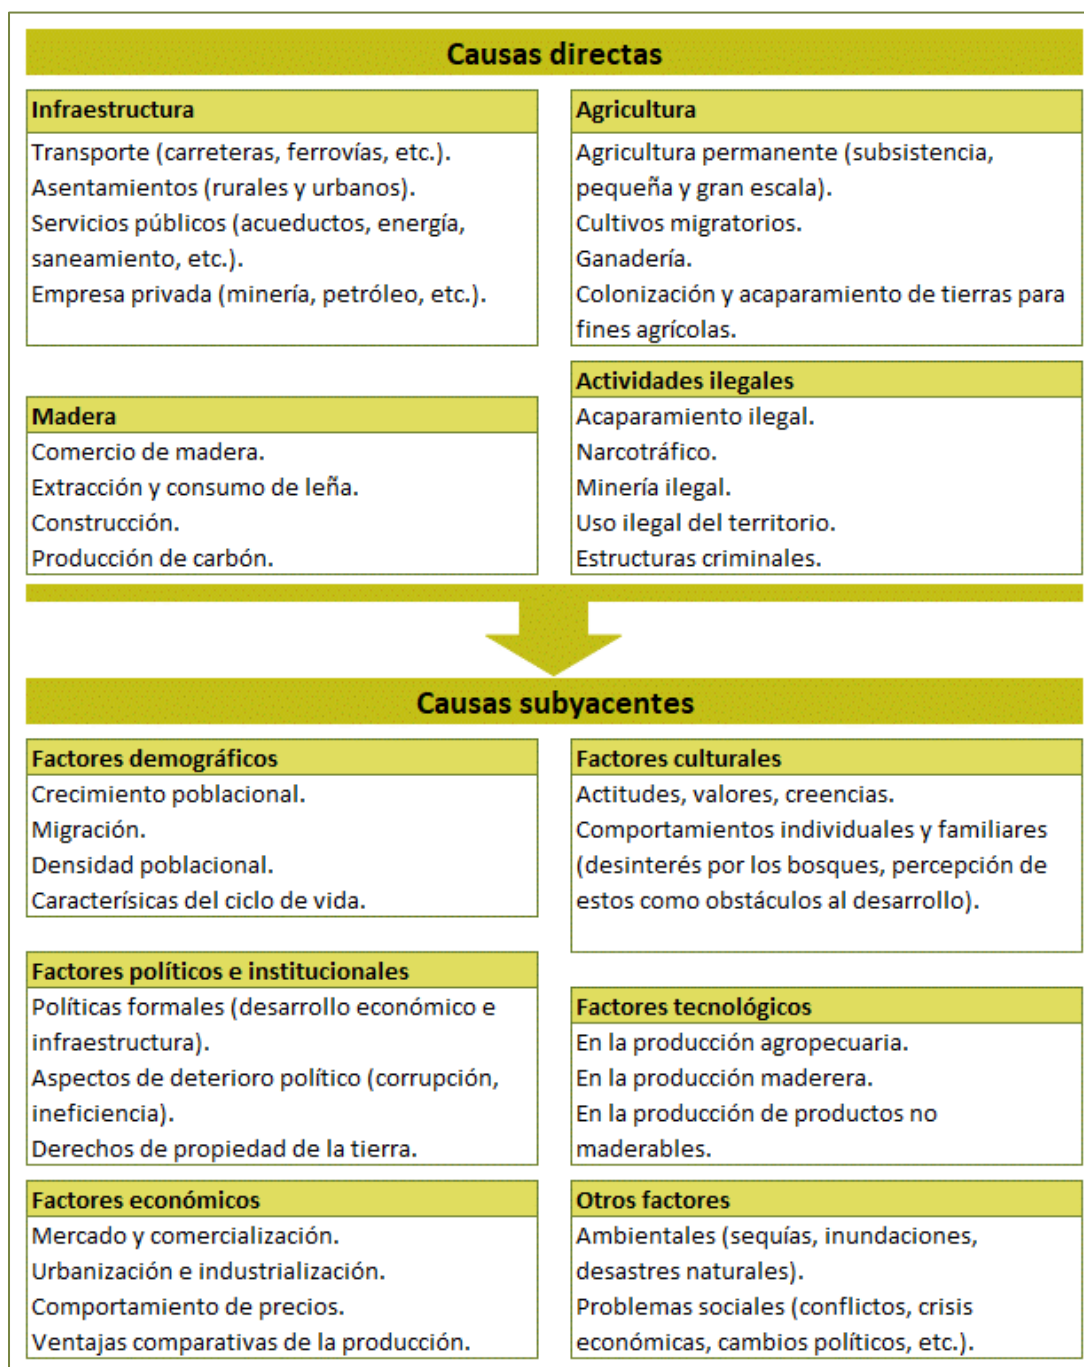 Causas directas
Infraestructura
Transporte (carreteras, ferrovías, etc.).
Asentamientos (rurales y urbanos).
Servicios públicos (acueductos, energía,
saneamiento, etc.).
Empresa privada (minería, petróleo, etc.).
Agricultura
Agricultura permanente (subsistencia,
pequeña y gran escala).
Cultivos migratorios.
Ganadería.
Colonización y acaparamiento de tierras para
fines agrícolas.
Madera
Comercio de madera.
Extracción y consumo de leña.
Construcción.
Producción de carbón.
Actividades ilegales
Acaparamiento ilegal.
Narcotráfico.
Minería ilegal.
Uso ilegal del territorio.
Estructuras criminales.
Causas subyacentes
Factores demográficos
Crecimiento poblacional.
Migración.
Densidad poblacional.
Caracterísicas del ciclo de vida.
Factores culturales
Actitudes, valores, creencias.
Comportamientos individuales y familiares
(desinterés por los bosques, percepción de
estos como obstáculos al desarrollo).
Factores políticos e institucionales
Políticas formales (desarrollo económico e
infraestructura).
Aspectos de deterioro político (corrupción,
ineficiencia).
Derechos de propiedad de la tierra.
Factores tecnológicos
En la producción agropecuaria.
En la producción maderera.
En la producción de productos no
maderables.
Factores económicos
Mercado y comercialización.
Urbanización e industrialización.
Comportamiento de precios.
Ventajas comparativas de la producción.
Otros factores
Ambientales (sequías, inundaciones,
desastres naturales).
Problemas sociales (conflictos, crisis
económicas, cambios políticos, etc.).